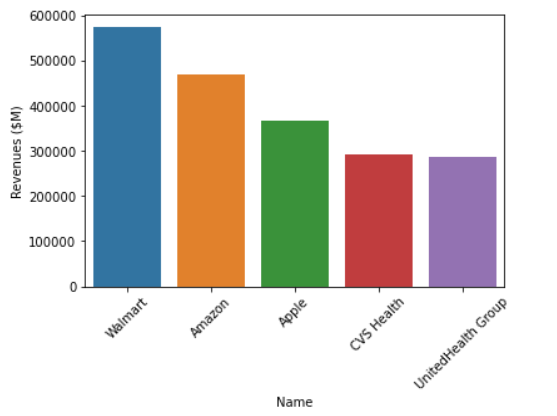 600000
500000
400000
300000
200000
100000
0
Revenues ($M)
Walmart
Amazon
Apple
CVS Health
UnitedHealth Group
Name